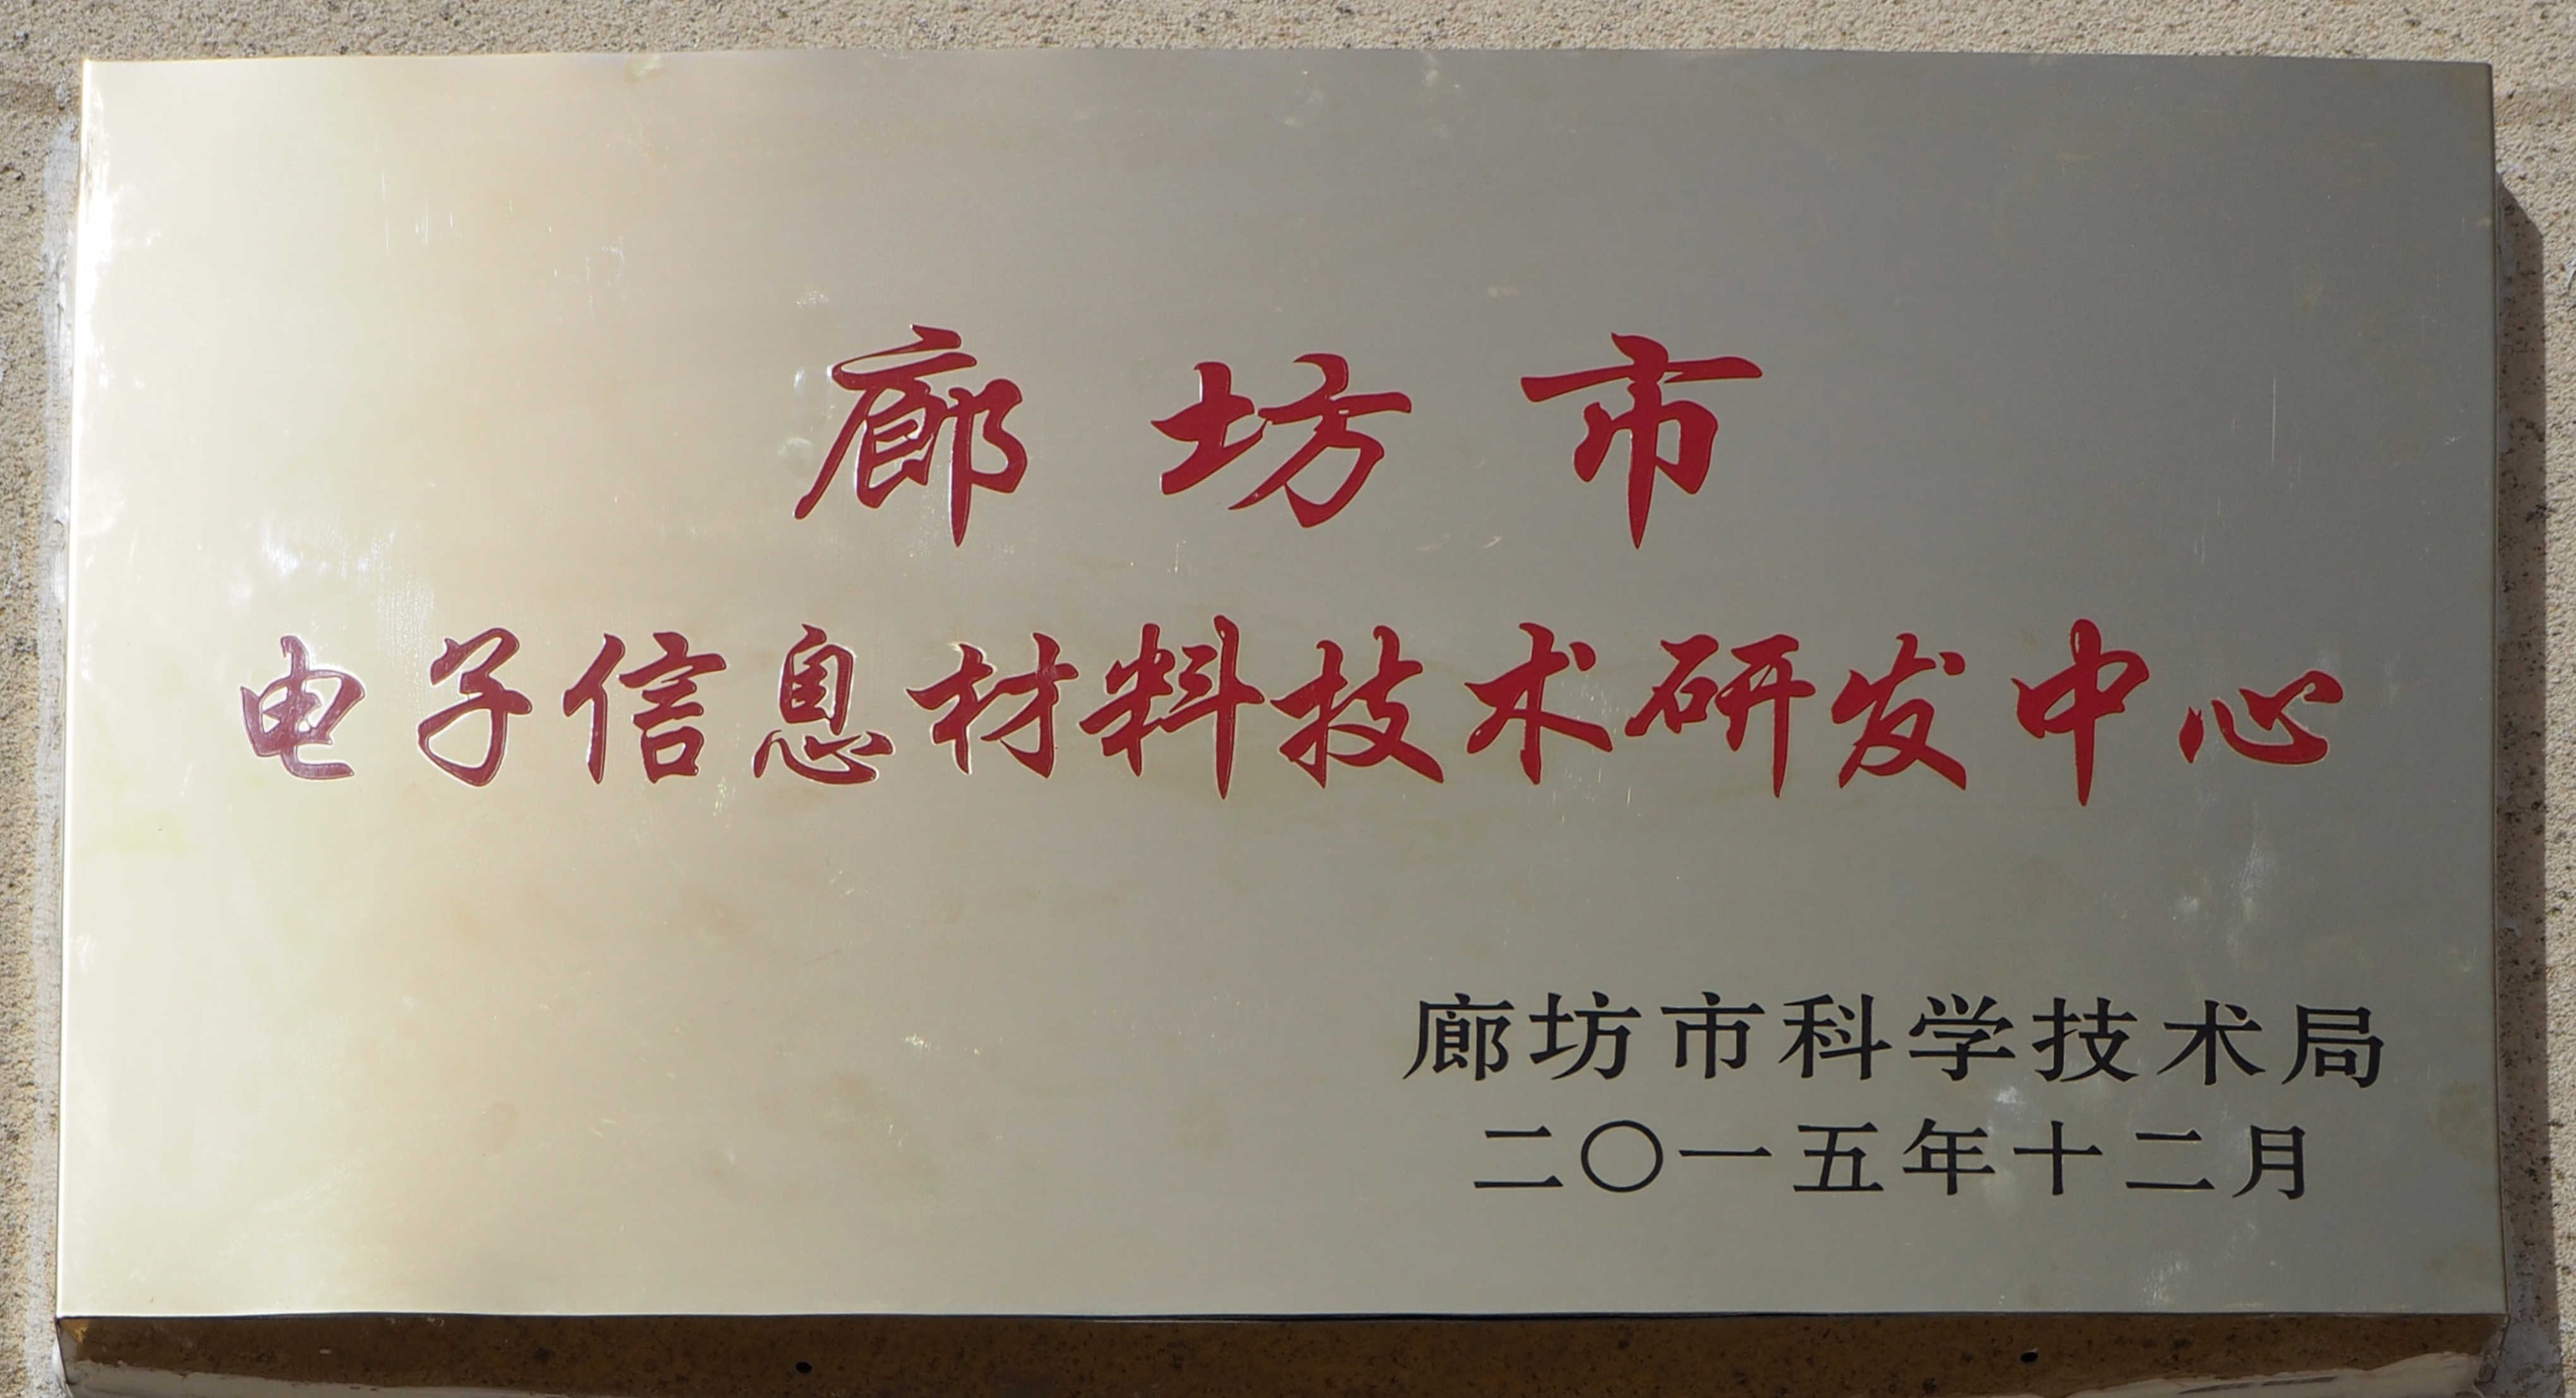 廊坊市
电子信息材料技术研发中心
廊坊市科学技术局
二〇一五年十二月